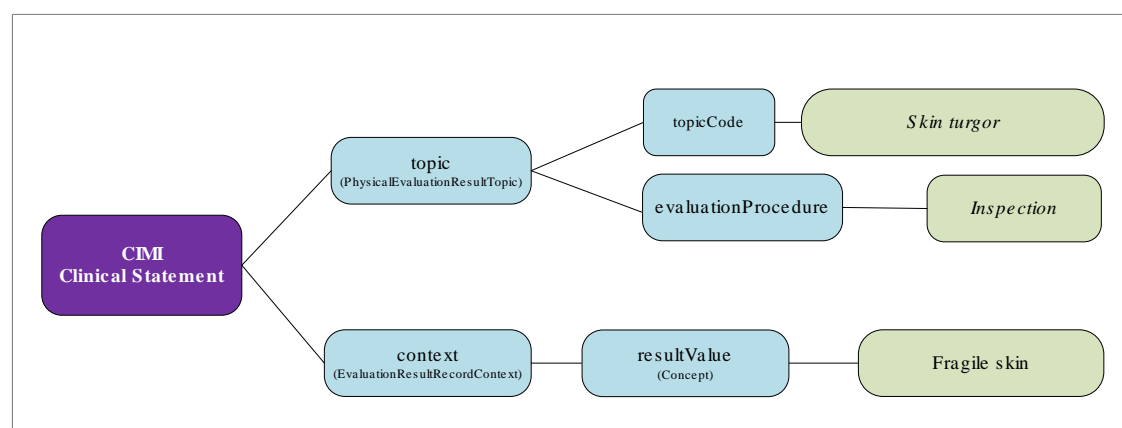 topicCode
Skin turgor
topic
(PhysicalEvaluationResultTopic)
evaluationProcedure
Inspection
CIMI
Clinical Statement
context
(EvaluationResultRecordContext)
resultValue
(Concept)
Fragile skin